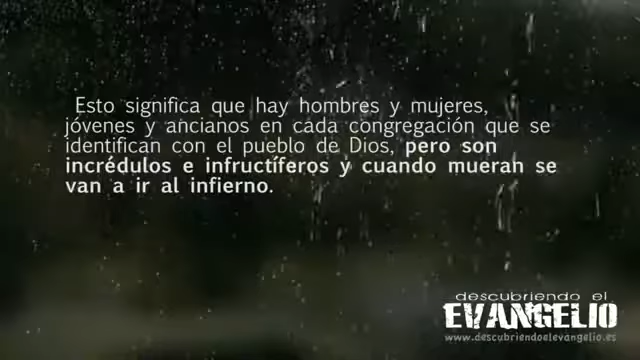 Esto significa que hay hombres y mujeres,
jóvenes y ancianos en cada congregación que se
identifican con el pueblo de Dios, pero son
incrédulos e infructíferos y cuando mueran se
van a ir al infierno.
descubriendo el
EVANGELIO
www.descubriendoelevangelio.es